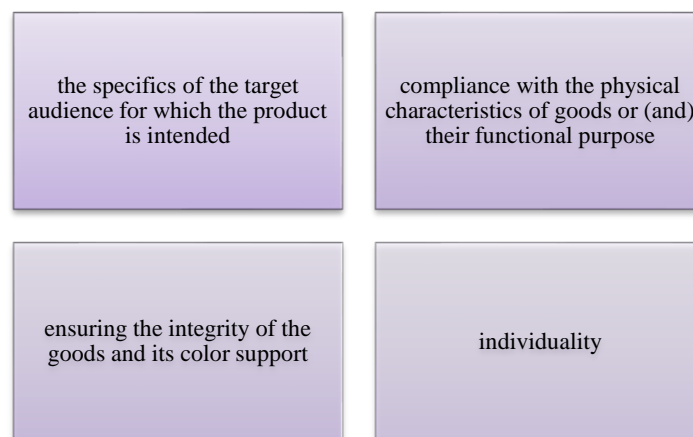 the specifics of the target
audience for which the product
is intended
compliance with the physical
characteristics of goods or (and)
their functional purpose
ensuring the integrity of the
goods and its color support
individuality